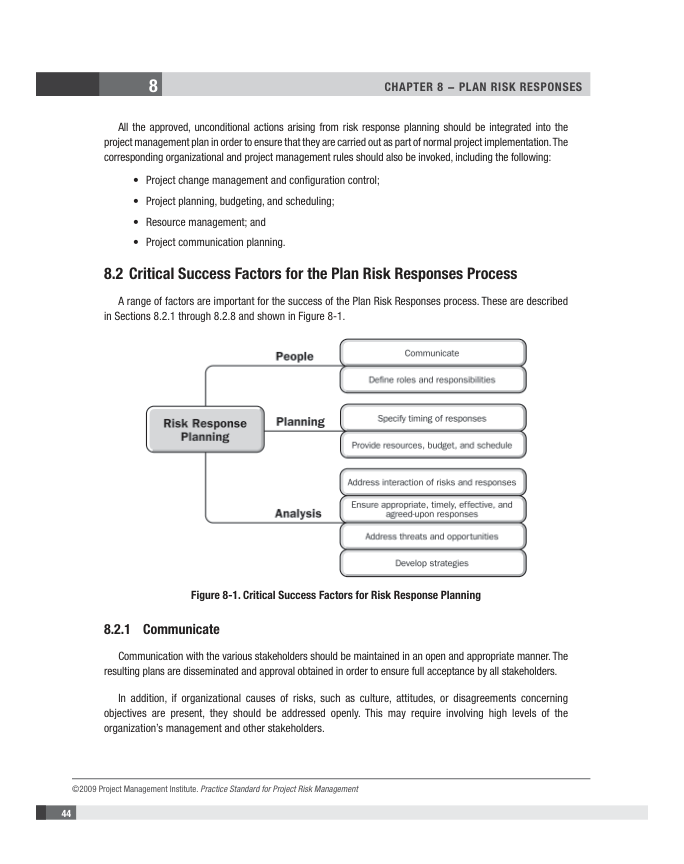 8
CHAPTER 8 – PLAN RISK RESPONSES
All the approved, unconditional actions arising from risk response planning should be integrated into the
project management plan in order to ensure that they are carried out as part of normal project implementation. The
corresponding organizational and project management rules should also be invoked, including the following:
• Project change management and configuration control;
• Project planning, budgeting, and scheduling;
• Resource management; and
• Project communication planning.
8.2 Critical Success Factors for the Plan Risk Responses Process
A range of factors are important for the success of the Plan Risk Responses process. These are described
in Sections 8.2.1 through 8.2.8 and shown in Figure 8-1.
Risk Response
Planning
People
Communicate
Define roles and responsibilities
Planning
Specify timing of responses
Provide resources, budget, and schedule
Analysis
Address interaction of risks and responses
Ensure appropriate, timely, effective, and
agreed-upon responses
Address threats and opportunities
Develop strategies
Figure 8-1. Critical Success Factors for Risk Response Planning
8.2.1 Communicate
Communication with the various stakeholders should be maintained in an open and appropriate manner. The
resulting plans are disseminated and approval obtained in order to ensure full acceptance by all stakeholders.
In addition, if organizational causes of risks, such as culture, attitudes, or disagreements concerning
objectives are present, they should be addressed openly. This may require involving high levels of the
organization's management and other stakeholders.
©2009 Project Management Institute. Practice Standard for Project Risk Management
44